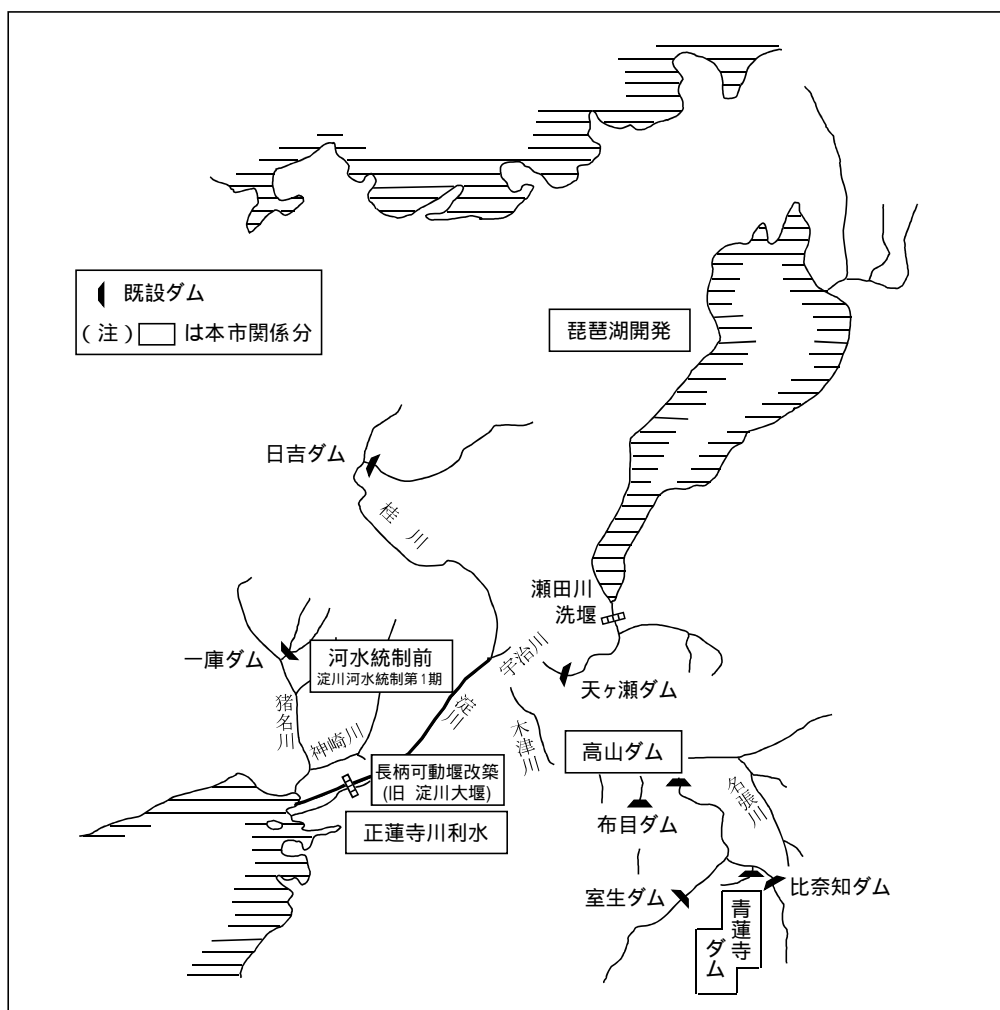 既設ダム
(注) は本市関係分
琵琶湖開発
日吉ダム
桂川
瀬田川
洗堰
宇治川
一庫ダム
河水統制前
淀川河水統制第1期
天ヶ瀬ダム
猪名川
神崎川
淀川
木津川
高山ダム
名張川
長柄可動堰改築
(旧 淀川大堰)
布目ダム
正蓮寺川利水
室生ダム
比奈知ダム
青蓮寺
ダム